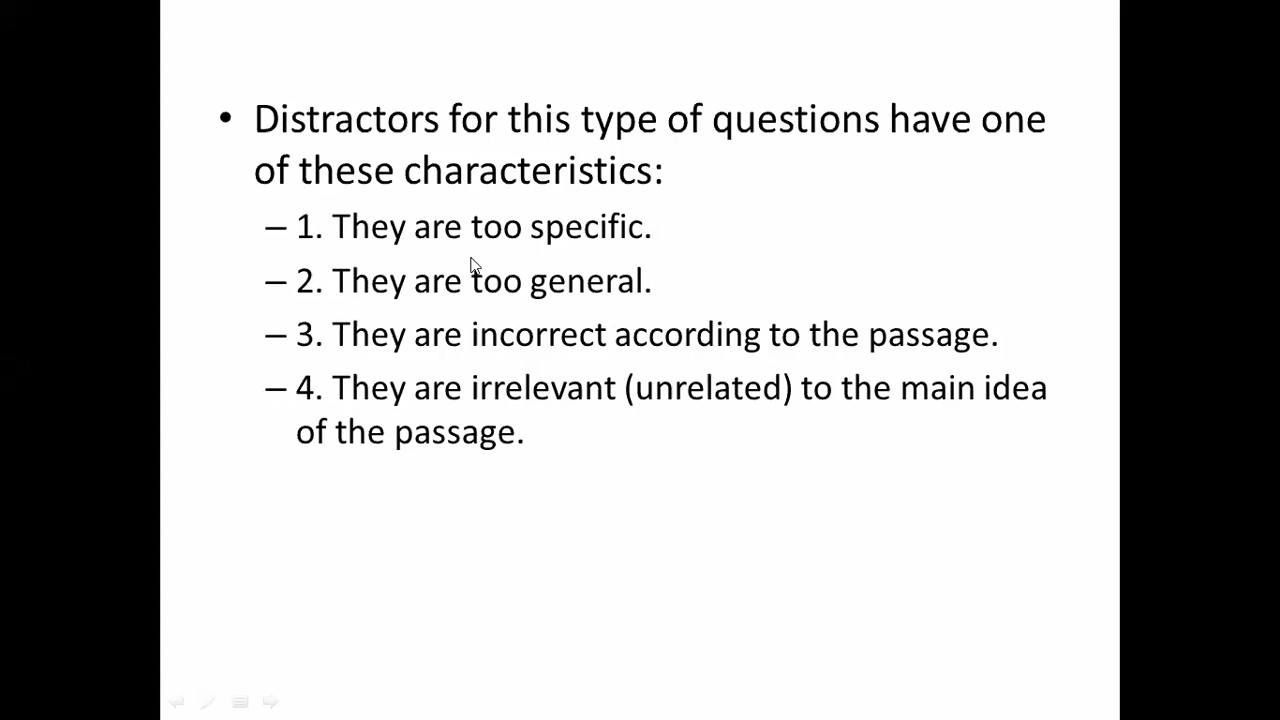 • Distractors for this type of questions have one
of these characteristics:
– 1. They are too specific.
– 2. They are too general.
– 3. They are incorrect according to the passage.
– 4. They are irrelevant (unrelated) to the main idea
of the passage.